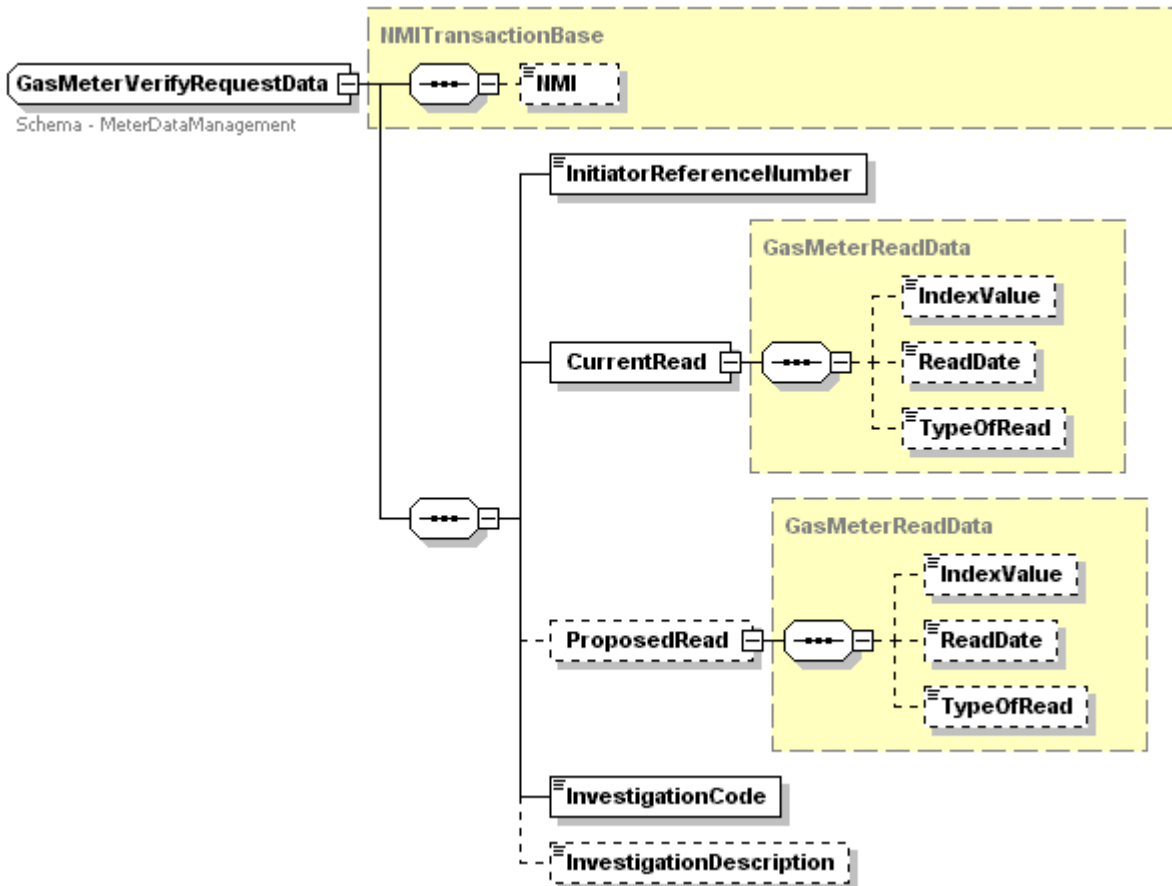 NMITransactionBase
GasMeterVerifyRequestData
NMI
Schema - MeterDataManagement
InitiatorReferenceNumber
GasMeterReadData
IndexValue
CurrentRead
ReadDate
TypeOfRead
GasMeterReadData
IndexValue
ProposedRead
ReadDate
TypeOfRead
InvestigationCode
InvestigationDescription